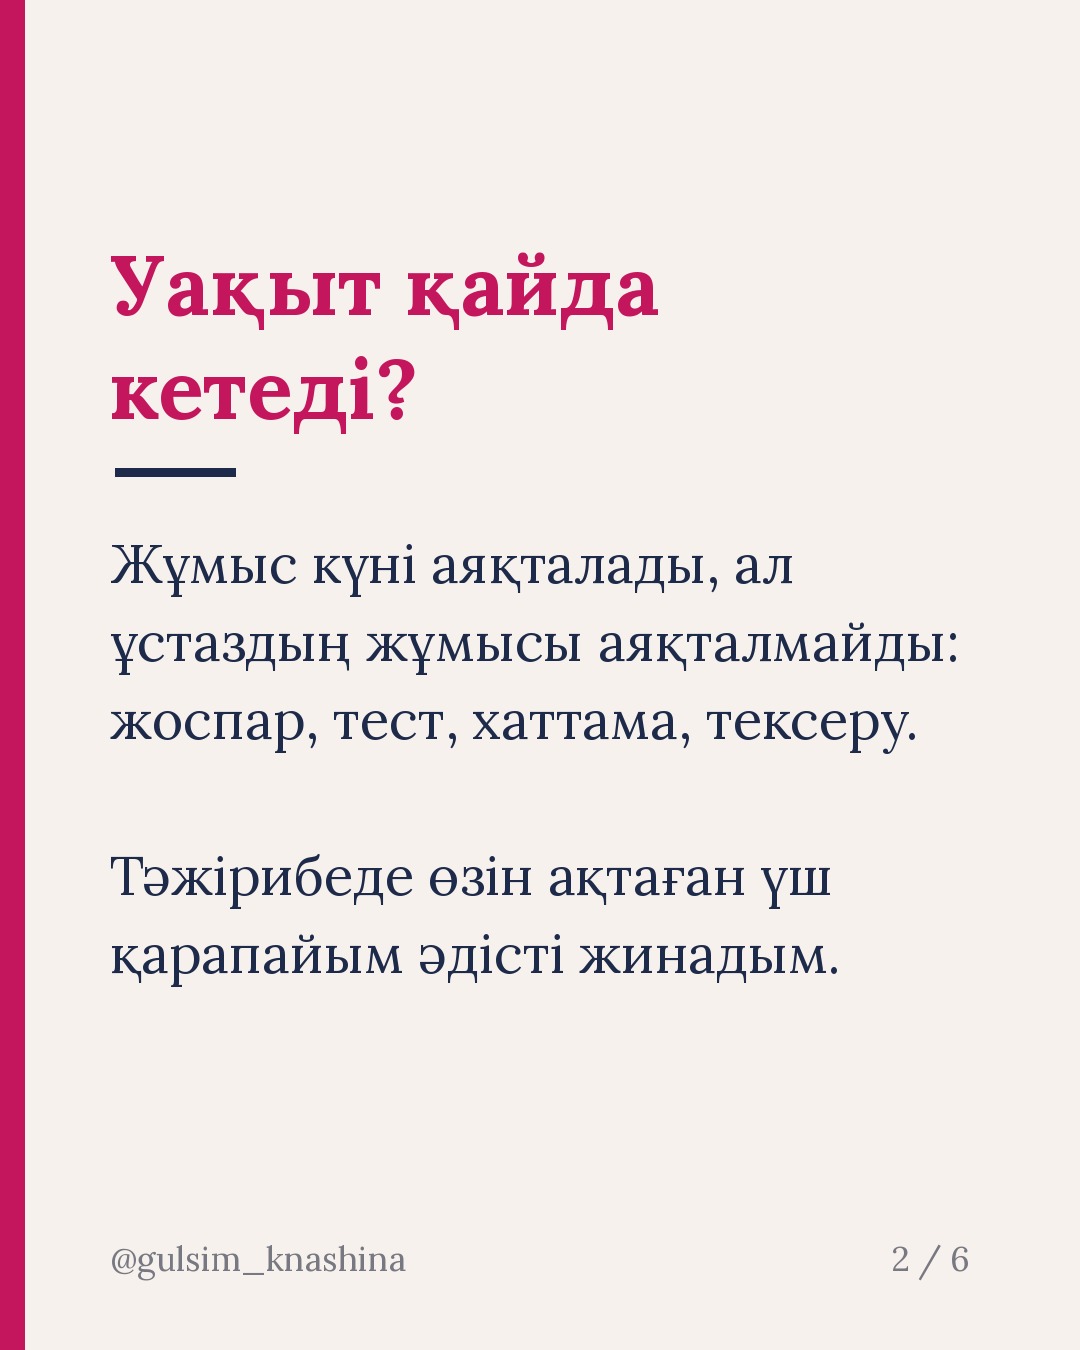 Уақыт қайда
кетеді?
Жұмыс күні аяқталады, ал
ұстаздың жұмысы аяқталмайды:
жоспар, тест, хаттама, тексеру.
Тәжірибеде өзін ақтаған үш
қарапайым әдісті жинадым.
@gulsim_knashina
2 / 6